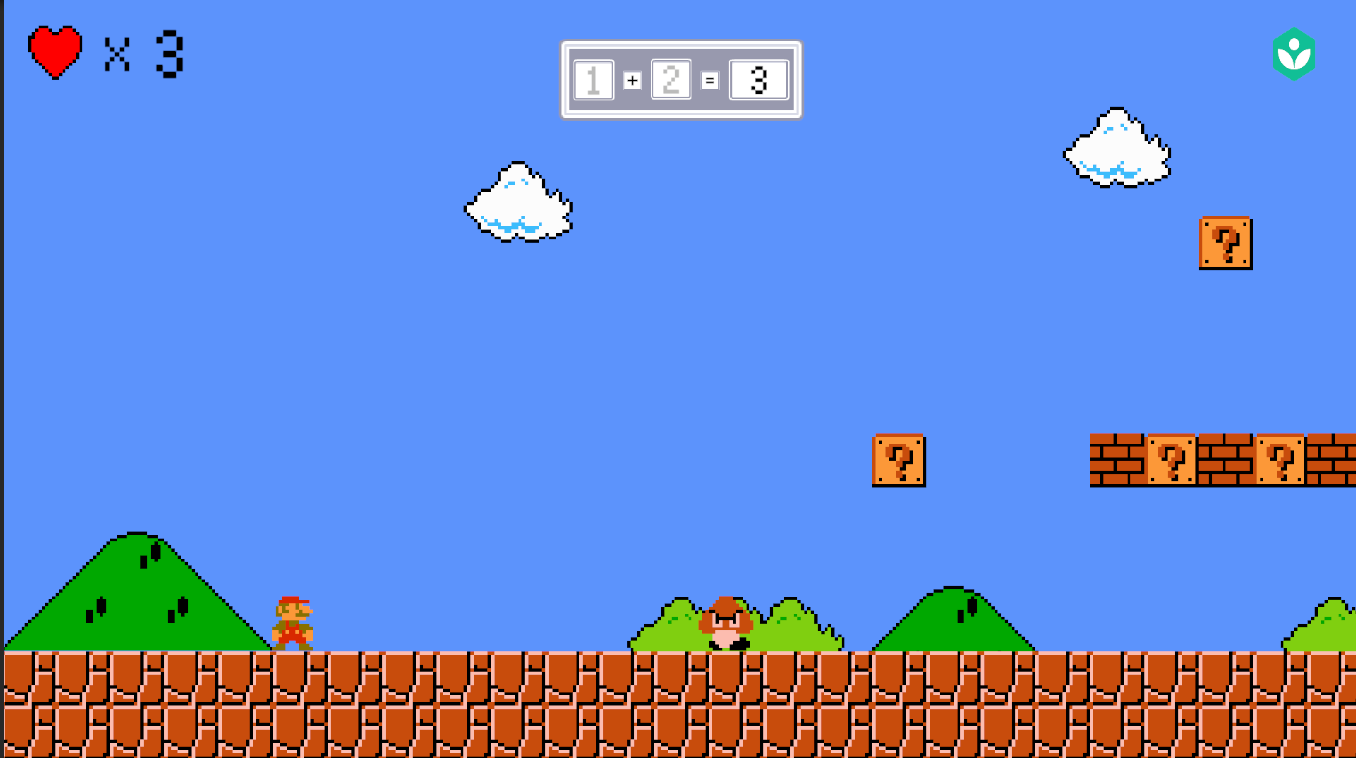 x 3
1 + 2 = 3
?
?
? ?